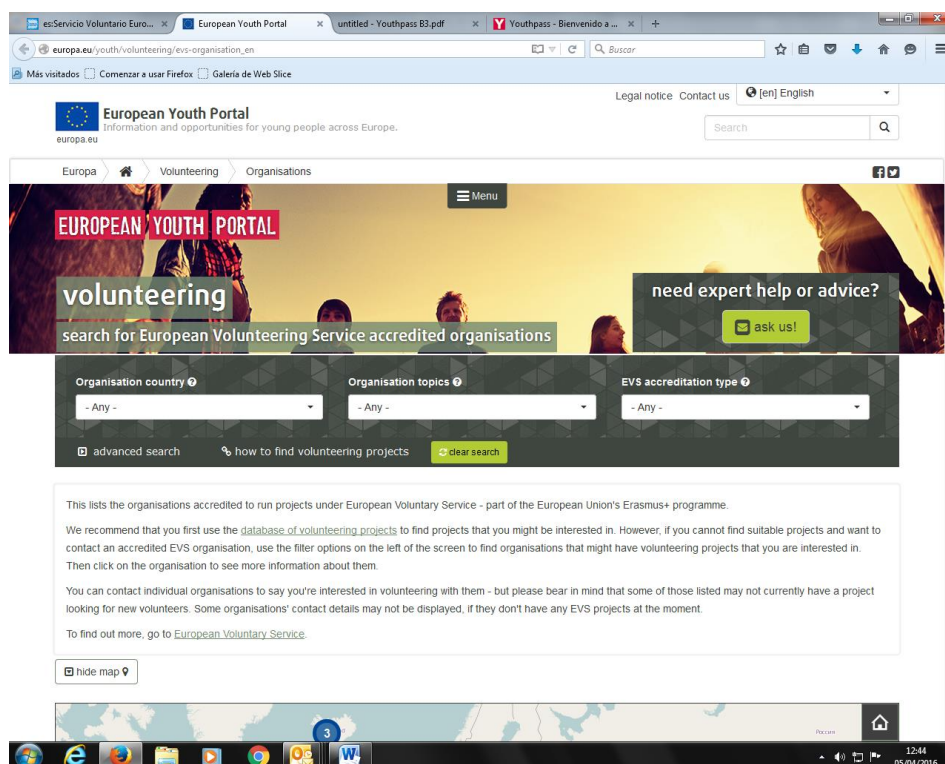 es:Servicio Voluntario Euro... European Youth Portal untitled - Youthpass B3.pdf Youthpass - Bienvenido a ...
europa.eu/youth/volunteering/evs-organisation_en Buscar
Más visitados Comenzar a usar Firefox Galería de Web Slice
Legal notice Contact us [en] English
European Youth Portal
Information and opportunities for young people across Europe.
europa.eu
Search
Europa Volunteering Organisations
Menu
EUROPEAN YOUTH PORTAL
volunteering
search for European Volunteering Service accredited organisations
need expert help or advice?
ask us!
Organisation country Organisation topics EVS accreditation type
- Any - - Any - - Any -
advanced search how to find volunteering projects clear search
This lists the organisations accredited to run projects under European Voluntary Service - part of the European Union's Erasmus+ programme.
We recommend that you first use the database of volunteering projects to find projects that you might be interested in. However, if you cannot find suitable projects and want to
contact an accredited EVS organisation, use the filter options on the left of the screen to find organisations that might have volunteering projects that you are interested in.
Then click on the organisation to see more information about them.
You can contact individual organisations to say you're interested in volunteering with them - but please bear in mind that some of those listed may not currently have a project
looking for new volunteers. Some organisations' contact details may not be displayed, if they don't have any EVS projects at the moment.
To find out more, go to European Voluntary Service.
hide map
3
Россия
12:44
05/04/2016